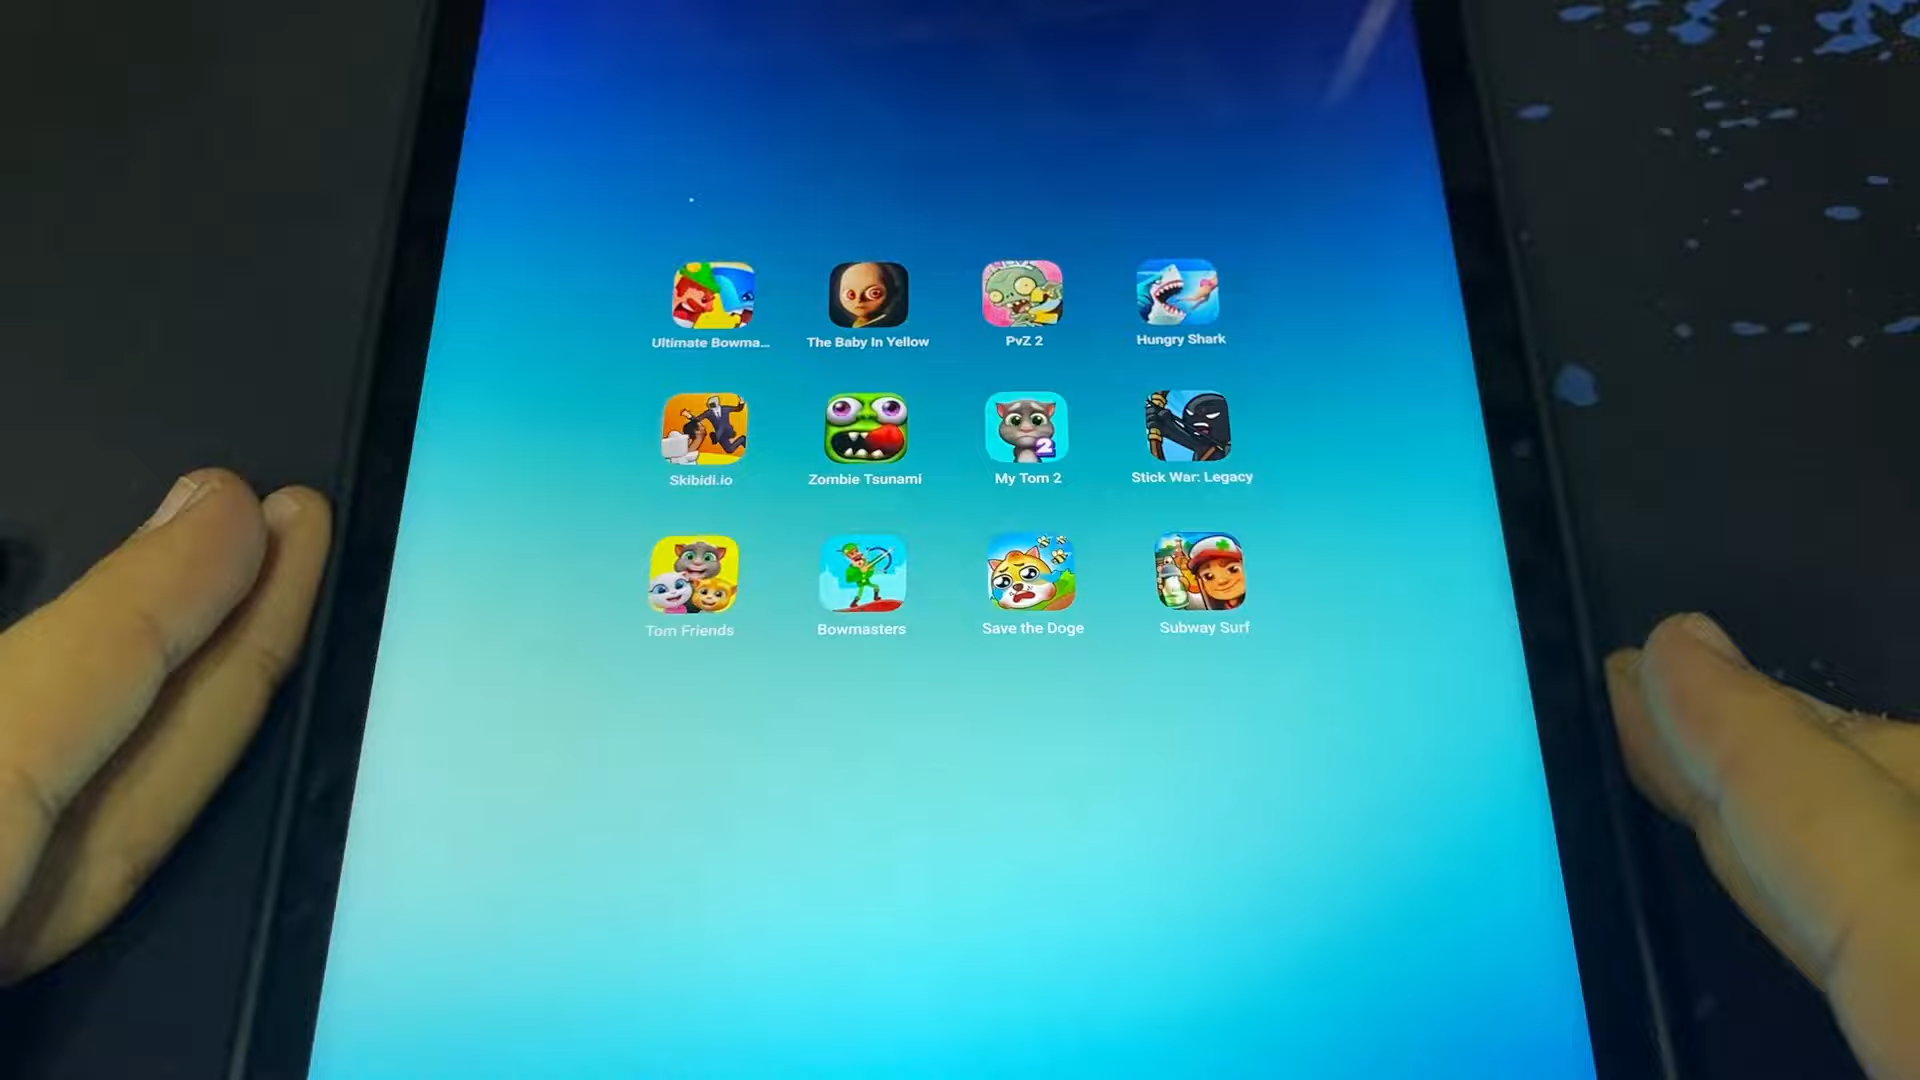 Ultimate Bowma...
The Baby In Yellow
PvZ 2
Hungry Shark
Skibidi.io
Zombie Tsunami
2
My Tom 2
Stick War: Legacy
Tom Friends
Bowmasters
Save the Doge
Subway Surf